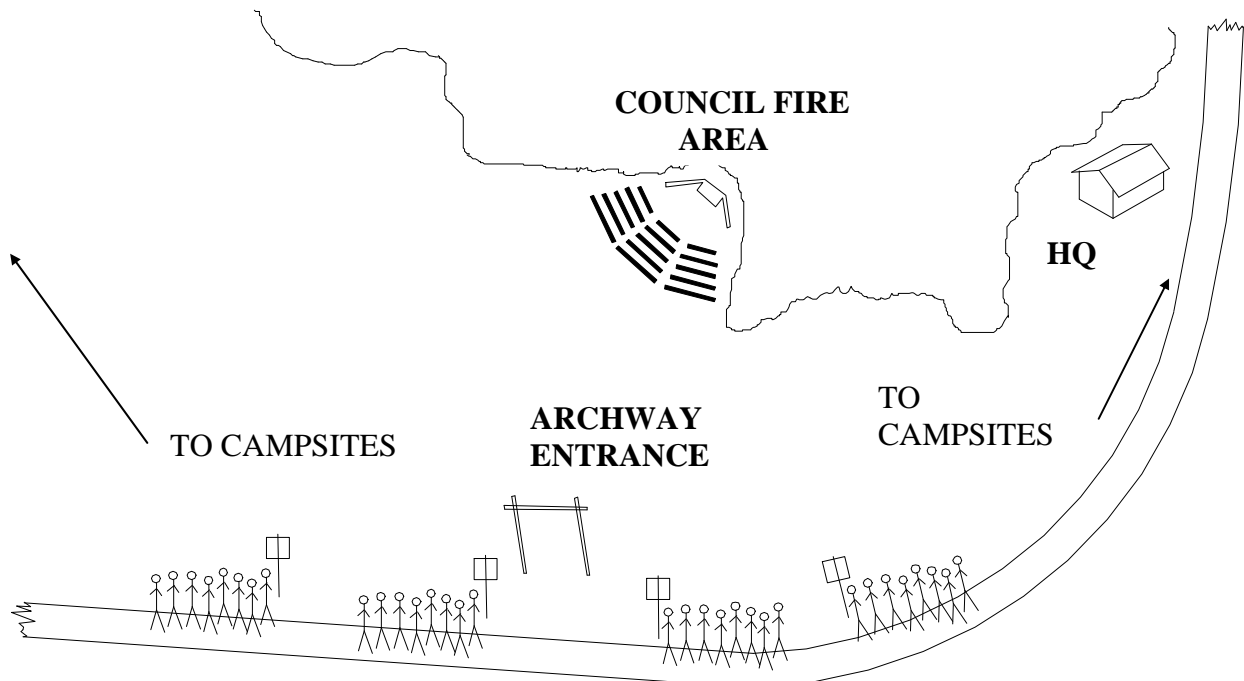 COUNCIL FIRE
AREA
HQ
TO
CAMPSITES
ARCHWAY
ENTRANCE
TO CAMPSITES